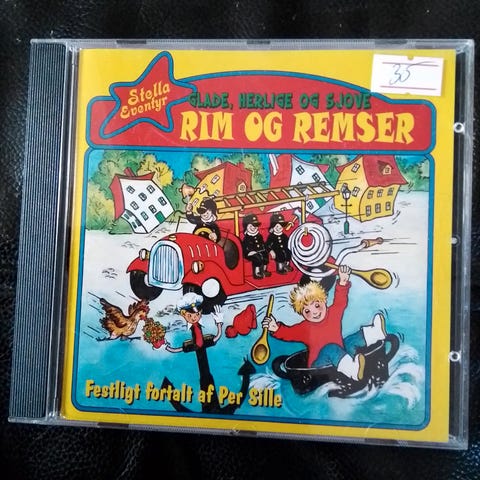 Stella
Eventyr
35
GLADE, HERLIGE OG SJOVE
RIM OG REMSER
Festligt fortalt af Per Sille